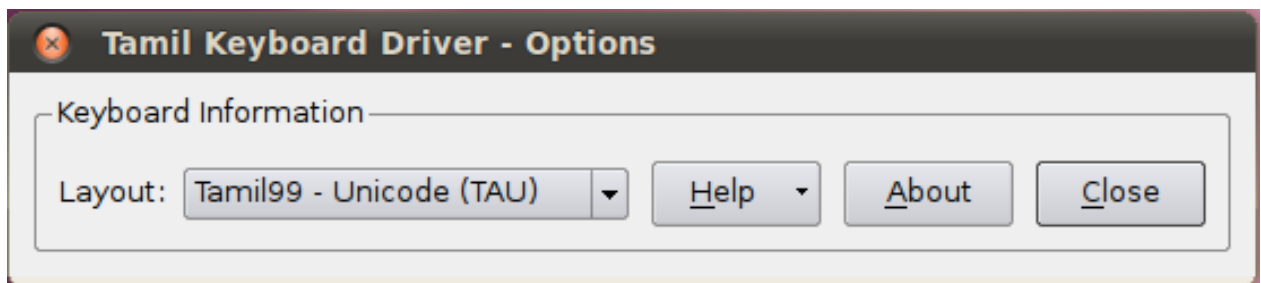 Tamil Keyboard Driver - Options
Keyboard Information
Layout: Tamil99 - Unicode (TAU) Help About Close